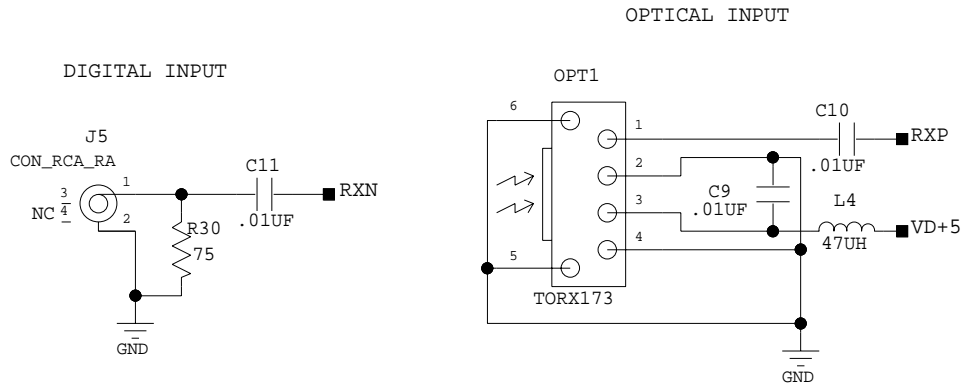 OPTICAL INPUT
DIGITAL INPUT
OPT1
J5
CON_RCA_RA
3
4
NC
1
2
C11
.01UF
RXN
R30
75
GND
6
5
1
2
3
4
TORX173
C10
.01UF
RXP
C9
.01UF
L4
47UH
VD+5
GND